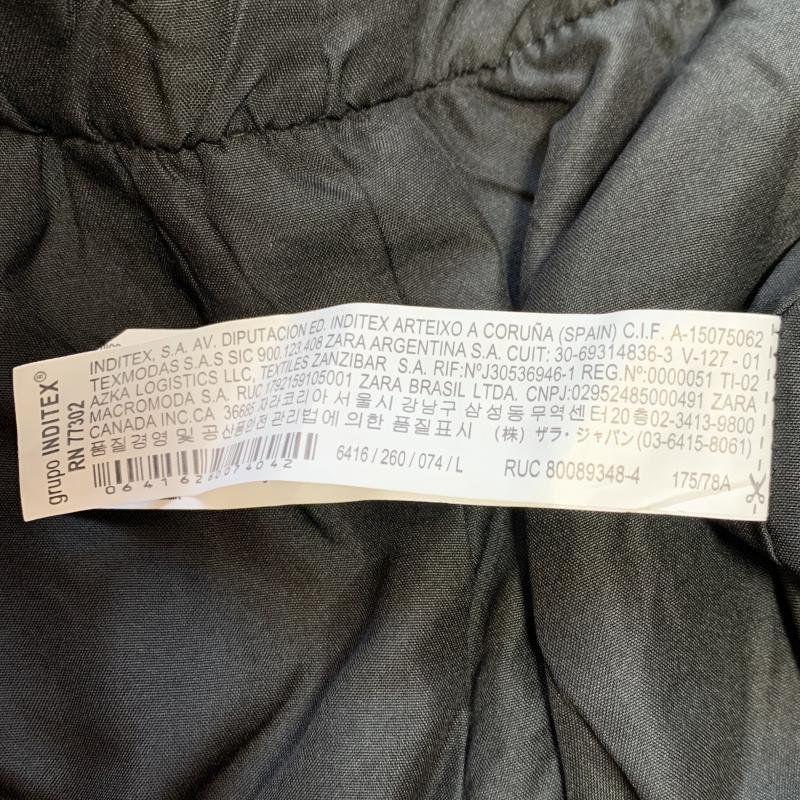 grupo INDITEX®
RN 77302
INDITEX, S.A. AV. DIPUTACION ED. INDITEX ARTEIXO A CORUÑA (SPAIN) C.I.F. A-15075062
TEXMODAS S.A.S SIC 900.123.408 ZARA ARGENTINA S.A. CUIT: 30-69314836-3 V-127 - 01
AZKA LOGISTICS LLC, TEXTILES ZANZIBAR S.A. RIF:NºJ30536946-1 REG.Nº:0000051 TI-02
MACROMODA S.A. RUC 1792159105001 ZARA BRASIL LTDA. CNPJ:02952485000491 ZARA
CANADA INC.CA 36685 자라코리아 서울시 강남구 삼성동 무역센터20층02-3413-9800
품질경영 및 공산품안전 관리법에 의한 품질표시 (株) ザラ・ジャパン(03-6415-8061)
6416 / 260 / 074 / L RUC 80089348-4 175/78A